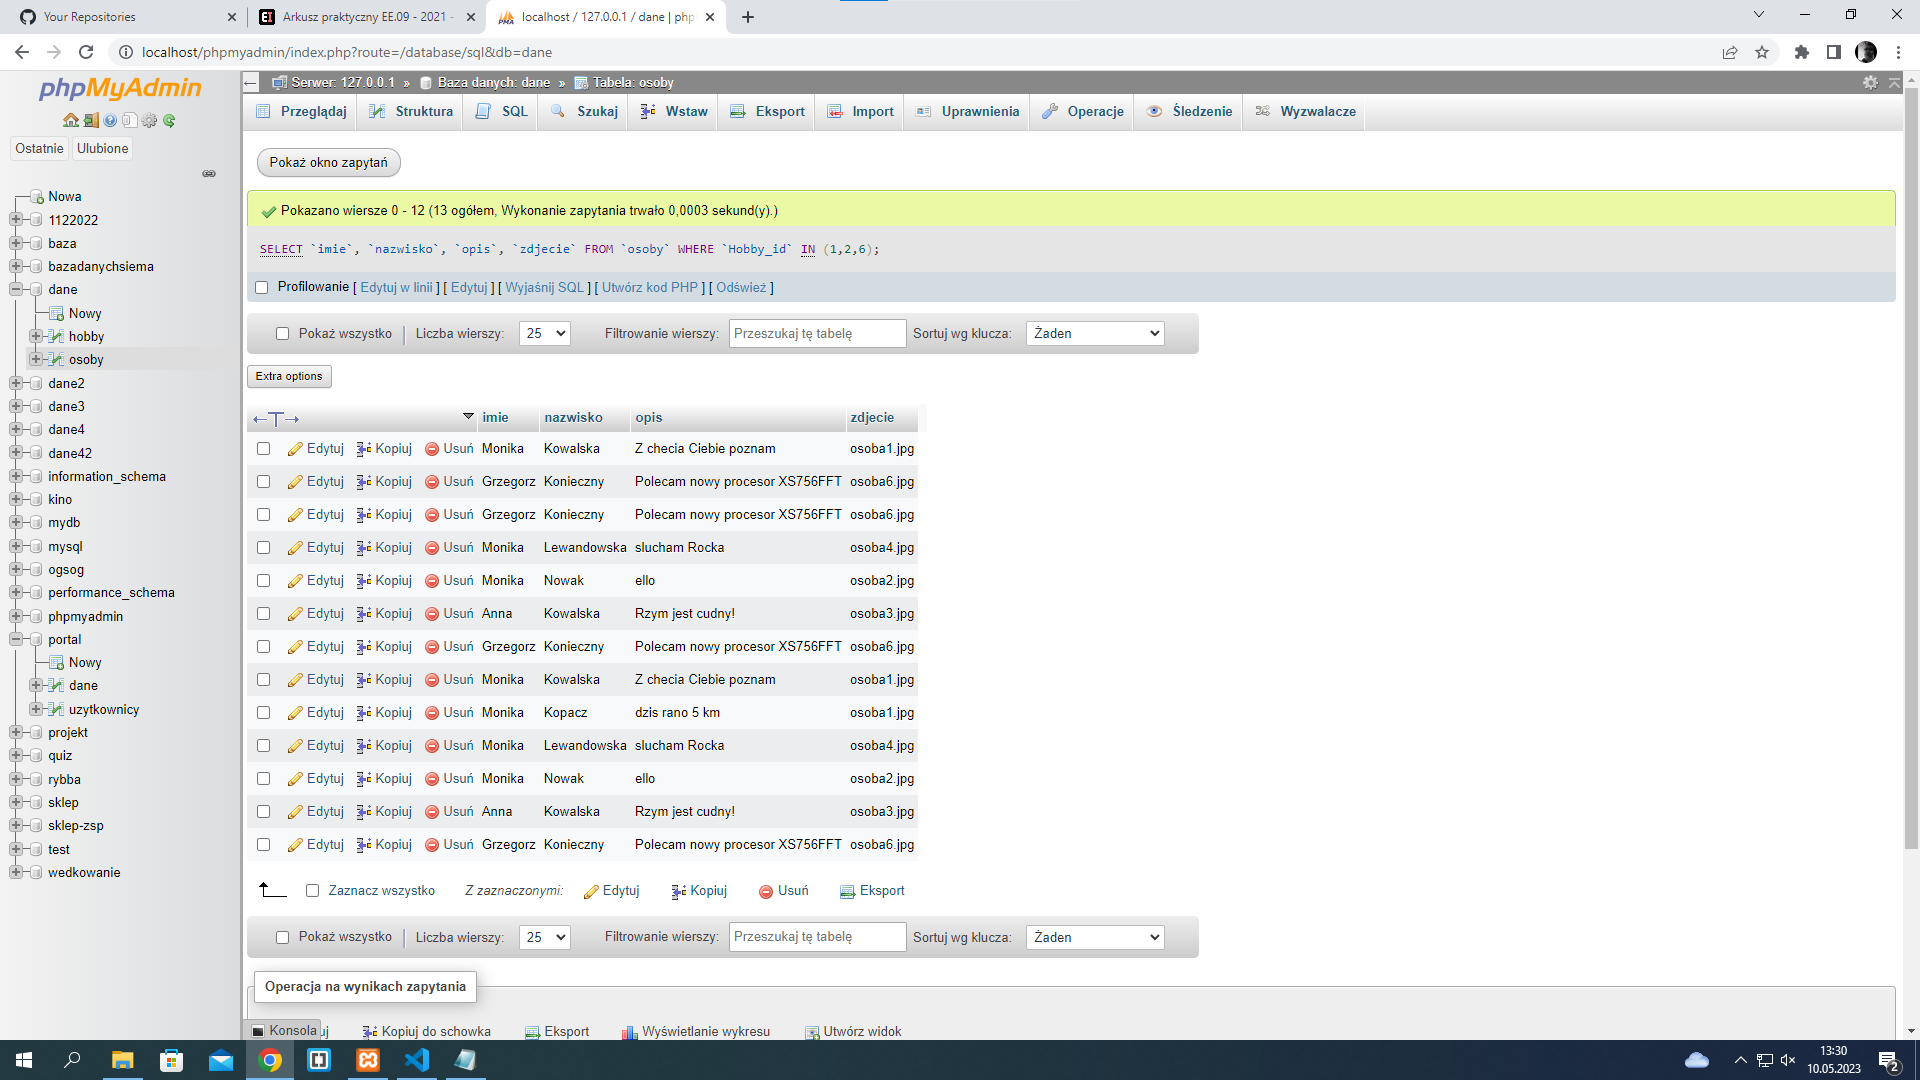 Your Repositories
Arkusz praktyczny EE.09 - 2021 -
localhost / 127.0.0.1 / dane | php
localhost/phpmyadmin/index.php?route=/database/sql&db=dane
phpMyAdmin
Ostatnie Ulubione
Nowa
1122022
baza
bazadanychsiema
dane
Nowy
hobby
osoby
dane2
dane3
dane4
dane42
information_schema
kino
mydb
mysql
ogsog
performance_schema
phpmyadmin
portal
Nowy
dane
uzytkownicy
projekt
quiz
rybba
sklep
sklep-zsp
test
wedkowanie
Serwer: 127.0.0.1 » Baza danych: dane » Tabela: osoby
Przeglądaj Struktura SQL Szukaj Wstaw Eksport Import Uprawnienia Operacje Śledzenie Wyzwalacze
Pokaż okno zapytań
Pokazano wiersze 0 - 12 (13 ogółem, Wykonanie zapytania trwało 0,0003 sekund(y).)
SELECT `imie`, `nazwisko`, `opis`, `zdjecie` FROM `osoby` WHERE `Hobby_id` IN (1,2,6);
Profilowanie [ Edytuj w linii ] [ Edytuj ] [ Wyjaśnij SQL ] [ Utwórz kod PHP ] [ Odśwież ]
Pokaż wszystko Liczba wierszy: 25 Filtrowanie wierszy: Przeszukaj tę tabelę Sortuj wg klucza: Żaden
Extra options
←T→ imie nazwisko opis zdjecie
Edytuj Kopiuj Usuń Monika Kowalska Z checia Ciebie poznam osoba1.jpg
Edytuj Kopiuj Usuń Grzegorz Konieczny Polecam nowy procesor XS756FFT osoba6.jpg
Edytuj Kopiuj Usuń Grzegorz Konieczny Polecam nowy procesor XS756FFT osoba6.jpg
Edytuj Kopiuj Usuń Monika Lewandowska slucham Rocka osoba4.jpg
Edytuj Kopiuj Usuń Monika Nowak ello osoba2.jpg
Edytuj Kopiuj Usuń Anna Kowalska Rzym jest cudny! osoba3.jpg
Edytuj Kopiuj Usuń Grzegorz Konieczny Polecam nowy procesor XS756FFT osoba6.jpg
Edytuj Kopiuj Usuń Monika Kowalska Z checia Ciebie poznam osoba1.jpg
Edytuj Kopiuj Usuń Monika Kopacz dzis rano 5 km osoba1.jpg
Edytuj Kopiuj Usuń Monika Lewandowska slucham Rocka osoba4.jpg
Edytuj Kopiuj Usuń Monika Nowak ello osoba2.jpg
Edytuj Kopiuj Usuń Anna Kowalska Rzym jest cudny! osoba3.jpg
Edytuj Kopiuj Usuń Grzegorz Konieczny Polecam nowy procesor XS756FFT osoba6.jpg
Zaznacz wszystko Z zaznaczonymi: Edytuj Kopiuj Usuń Eksport
Pokaż wszystko Liczba wierszy: 25 Filtrowanie wierszy: Przeszukaj tę tabelę Sortuj wg klucza: Żaden
Operacja na wynikach zapytania
Konsola uj Kopiuj do schowka Eksport Wyświetlanie wykresu Utwórz widok
13:30
10.05.2023
2